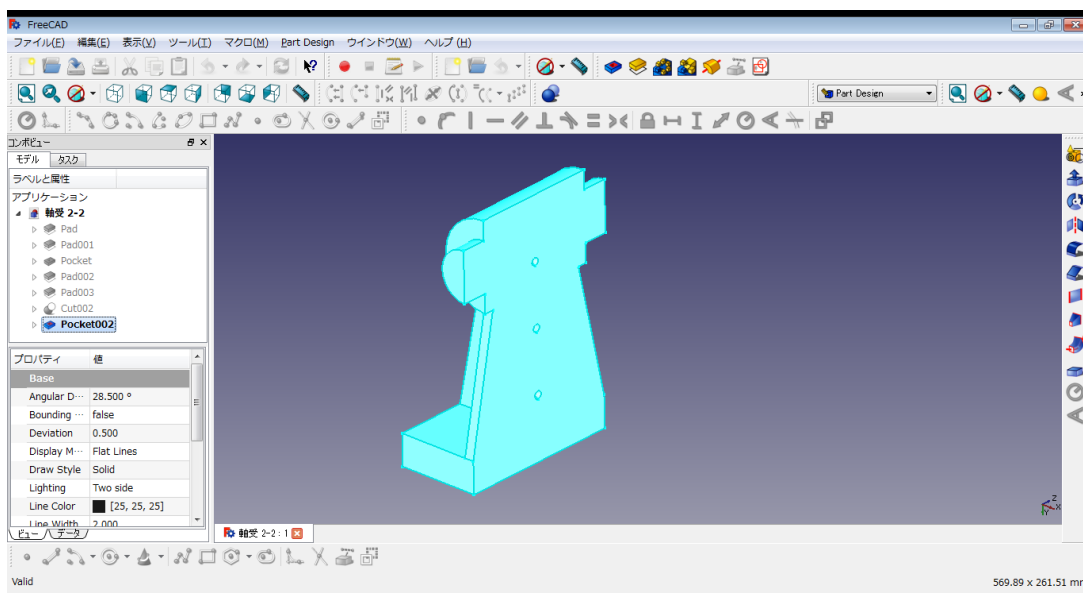 FreeCAD
ファイル(F) 編集(E) 表示(V) ツール(T) マクロ(M) Part Design ウインドウ(W) ヘルプ(H)
Part Design
コンボビュー
モデル タスク
ラベルと属性
アプリケーション
軸受 2-2
Pad
Pad001
Pocket
Pad002
Pad003
Cut002
Pocket002
プロパティ 値
Base
Angular D… 28.500 °
Bounding … false
Deviation 0.500
Display M… Flat Lines
Draw Style Solid
Lighting Two side
Line Color [25, 25, 25]
Line Width 2.000
ビュー データ
軸受 2-2 : 1
Z
X
Y
Valid 569.89 x 261.51 mm